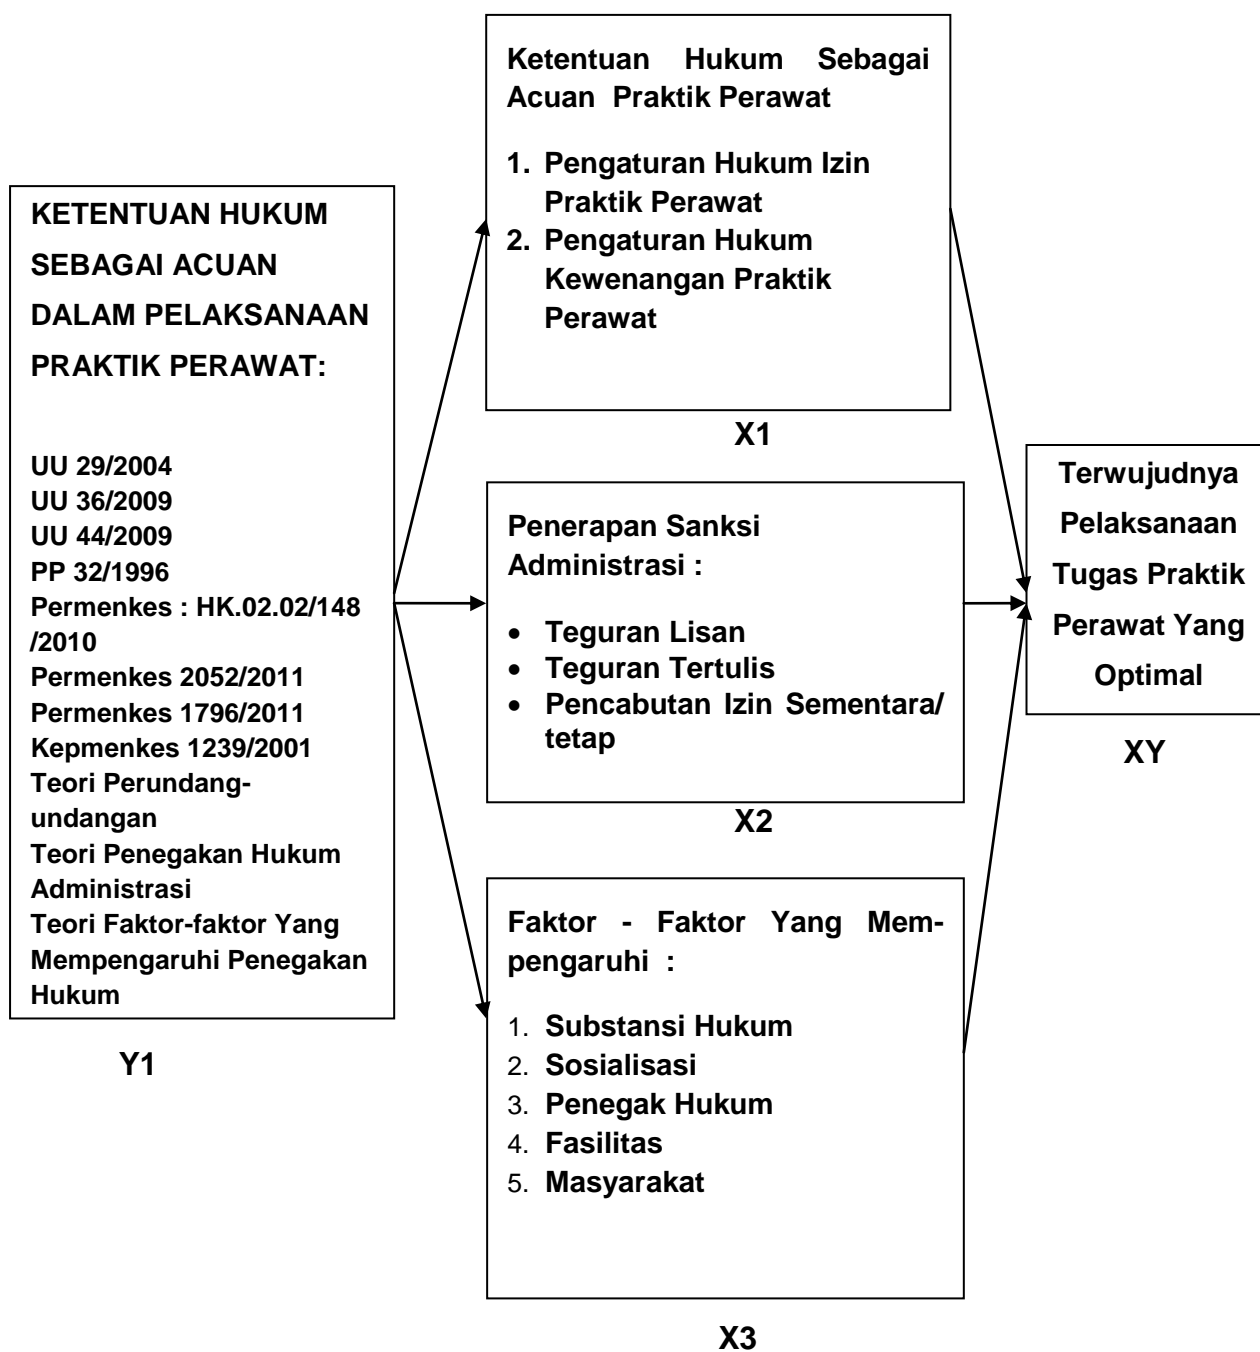 KETENTUAN HUKUM
SEBAGAI ACUAN
DALAM PELAKSANAAN
PRAKTIK PERAWAT:
UU 29/2004
UU 36/2009
UU 44/2009
PP 32/1996
Permenkes : HK.02.02/148
/2010
Permenkes 2052/2011
Permenkes 1796/2011
Kepmenkes 1239/2001
Teori Perundang-
undangan
Teori Penegakan Hukum
Administrasi
Teori Faktor-faktor Yang
Mempengaruhi Penegakan
Hukum
Y1
Ketentuan Hukum Sebagai
Acuan Praktik Perawat
1. Pengaturan Hukum Izin
Praktik Perawat
2. Pengaturan Hukum
Kewenangan Praktik
Perawat
X1
Penerapan Sanksi
Administrasi :
• Teguran Lisan
• Teguran Tertulis
• Pencabutan Izin Sementara/
tetap
X2
Faktor - Faktor Yang Mem-
pengaruhi :
1. Substansi Hukum
2. Sosialisasi
3. Penegak Hukum
4. Fasilitas
5. Masyarakat
X3
Terwujudnya
Pelaksanaan
Tugas Praktik
Perawat Yang
Optimal
XY